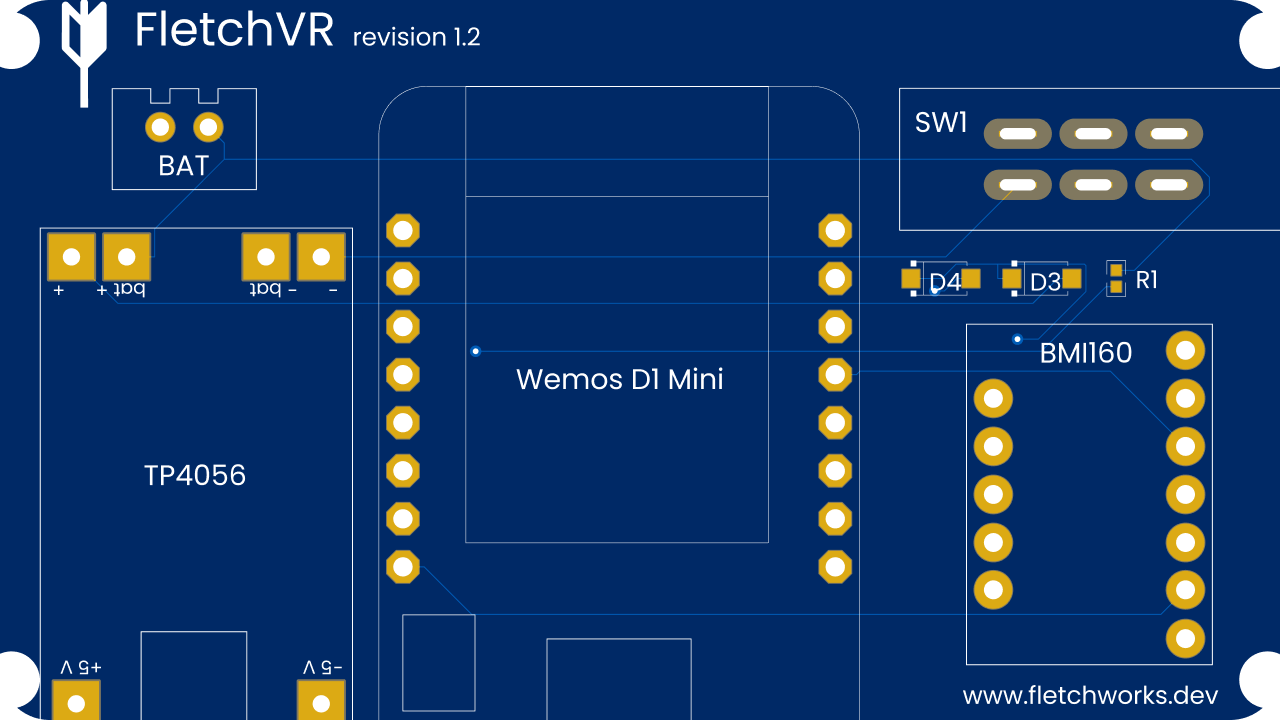 FletchVR revision 1.2
BAT
SW1
+ + bat bat - -
D4 D3 R1
BMI160
Wemos D1 Mini
TP4056
+5 V -5 V
www.fletchworks.dev